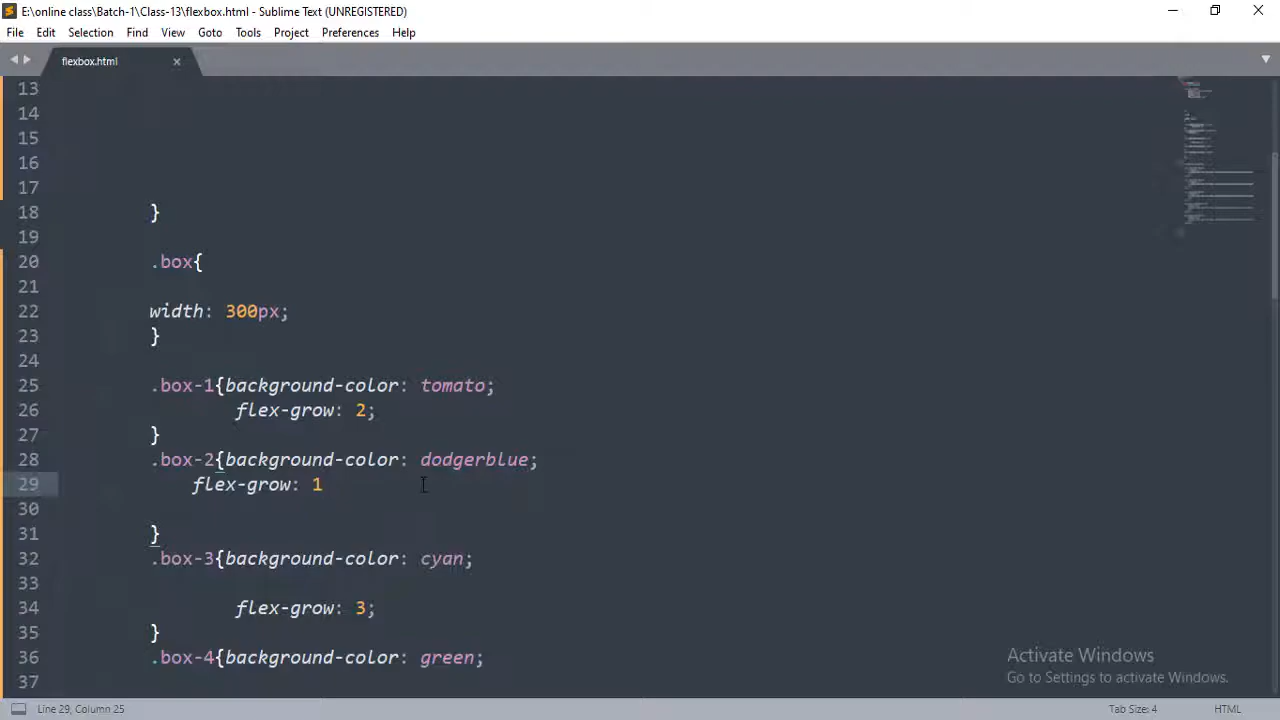 E:\online class\Batch-1\Class-13\flexbox.html - Sublime Text (UNREGISTERED)
File Edit Selection Find View Goto Tools Project Preferences Help
flexbox.html
13
14
15
16
17
18 }
19
20 .box{
21
22 width: 300px;
23 }
24
25 .box-1{background-color: tomato;
26 flex-grow: 2;
27 }
28 .box-2{background-color: dodgerblue;
29 flex-grow: 1
30
31 }
32 .box-3{background-color: cyan;
33
34 flex-grow: 3;
35 }
36 .box-4{background-color: green;
37
Activate Windows
Go to Settings to activate Windows.
Line 29, Column 25 Tab Size: 4 HTML